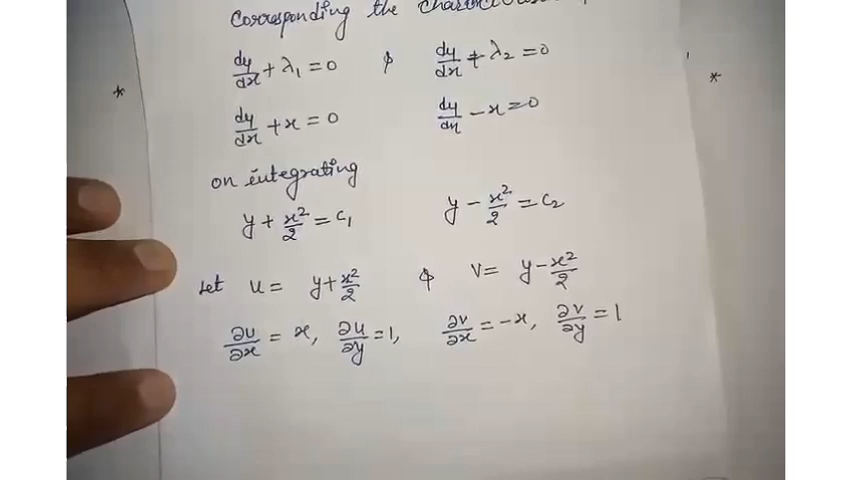 Corresponding the
dy/dx + λ₁ = 0 & dy/dx + λ₂ = 0
* dy/dx + x = 0 dy/dx - x = 0 *
on integrating
y + x²/2 = c₁ y - x²/2 = c₂
Let u = y + x²/2 & v = y - x²/2
∂u/∂x = x, ∂u/∂y = 1, ∂v/∂x = -x, ∂v/∂y = 1